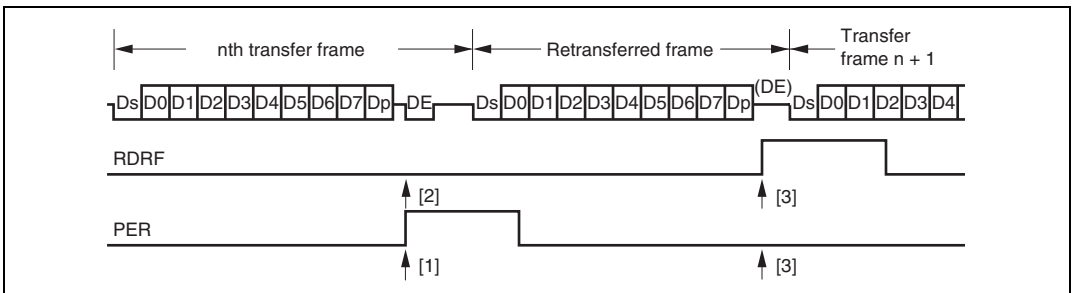 nth transfer frame Retransferred frame Transfer
frame n + 1
Ds D0 D1 D2 D3 D4 D5 D6 D7 Dp DE Ds D0 D1 D2 D3 D4 D5 D6 D7 Dp (DE) Ds D0 D1 D2 D3 D4
RDRF
[2] [3]
PER
[1] [3]